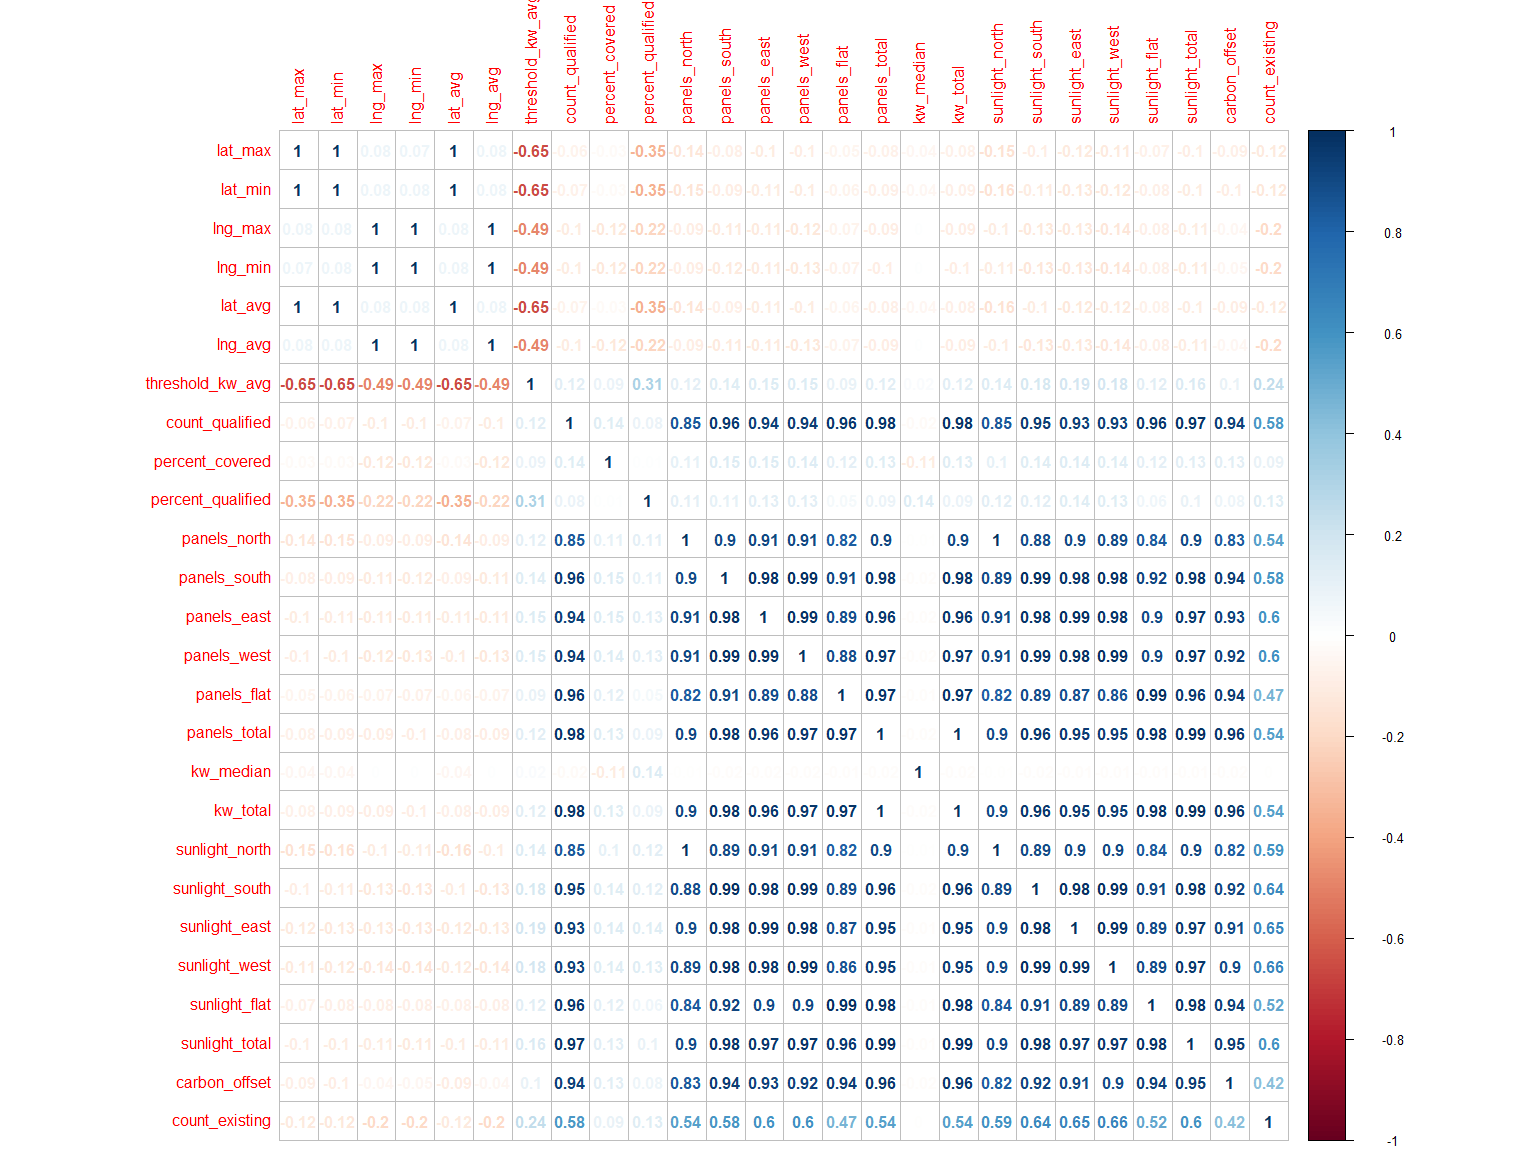 lat_max lat_min lng_max lng_min lat_avg lng_avg threshold_kw_avg count_qualified percent_covered percent_qualified panels_north panels_south panels_east panels_west panels_flat panels_total kw_median kw_total sunlight_north sunlight_south sunlight_east sunlight_west sunlight_flat sunlight_total carbon_offset count_existing
lat_max 1 1 0.08 0.07 1 0.08 -0.65 -0.06 -0.35 -0.14 -0.08 -0.1 -0.1 -0.05 -0.08 -0.04 -0.08 -0.15 -0.1 -0.12 -0.11 -0.07 -0.1 -0.09 -0.12
lat_min 1 1 0.08 0.08 1 0.08 -0.65 -0.07 -0.35 -0.15 -0.09 -0.11 -0.1 -0.06 -0.09 -0.04 -0.09 -0.16 -0.11 -0.13 -0.12 -0.08 -0.1 -0.1 -0.12
lng_max 0.08 0.08 1 1 0.08 1 -0.49 -0.1 -0.12 -0.22 -0.09 -0.11 -0.11 -0.12 -0.07 -0.09 -0.09 -0.1 -0.13 -0.13 -0.14 -0.08 -0.11 -0.04 -0.2
lng_min 0.07 0.08 1 1 0.08 1 -0.49 -0.1 -0.12 -0.22 -0.09 -0.12 -0.11 -0.13 -0.07 -0.1 -0.1 -0.11 -0.13 -0.13 -0.14 -0.08 -0.11 -0.05 -0.2
lat_avg 1 1 0.08 0.08 1 0.08 -0.65 -0.07 -0.35 -0.14 -0.09 -0.11 -0.1 -0.06 -0.08 -0.04 -0.08 -0.16 -0.1 -0.12 -0.12 -0.08 -0.1 -0.09 -0.12
lng_avg 0.08 0.08 1 1 0.08 1 -0.49 -0.1 -0.12 -0.22 -0.09 -0.11 -0.11 -0.13 -0.07 -0.09 -0.09 -0.1 -0.13 -0.13 -0.14 -0.08 -0.11 -0.04 -0.2
threshold_kw_avg -0.65 -0.65 -0.49 -0.49 -0.65 -0.49 1 0.12 0.09 0.31 0.12 0.14 0.15 0.15 0.09 0.12 0.12 0.14 0.18 0.19 0.18 0.12 0.16 0.1 0.24
count_qualified -0.06 -0.07 -0.1 -0.1 -0.07 -0.1 0.12 1 0.14 0.08 0.85 0.96 0.94 0.94 0.96 0.98 0.98 0.85 0.95 0.93 0.93 0.96 0.97 0.94 0.58
percent_covered -0.12 -0.12 -0.12 0.09 0.14 1 0.11 0.15 0.15 0.14 0.12 0.13 -0.11 0.13 0.1 0.14 0.14 0.14 0.12 0.13 0.13 0.09
percent_qualified -0.35 -0.35 -0.22 -0.22 -0.35 -0.22 0.31 0.08 1 0.11 0.11 0.13 0.13 0.05 0.09 0.14 0.09 0.12 0.12 0.14 0.13 0.06 0.1 0.08 0.13
panels_north -0.14 -0.15 -0.09 -0.09 -0.14 -0.09 0.12 0.85 0.11 0.11 1 0.9 0.91 0.91 0.82 0.9 0.9 1 0.88 0.9 0.89 0.84 0.9 0.83 0.54
panels_south -0.08 -0.09 -0.11 -0.12 -0.09 -0.11 0.14 0.96 0.15 0.11 0.9 1 0.98 0.99 0.91 0.98 0.98 0.89 0.99 0.98 0.98 0.92 0.98 0.94 0.58
panels_east -0.1 -0.11 -0.11 -0.11 -0.11 -0.11 0.15 0.94 0.15 0.13 0.91 0.98 1 0.99 0.89 0.96 0.96 0.91 0.98 0.99 0.98 0.9 0.97 0.93 0.6
panels_west -0.1 -0.1 -0.12 -0.13 -0.1 -0.13 0.15 0.94 0.14 0.13 0.91 0.99 0.99 1 0.88 0.97 0.97 0.91 0.99 0.98 0.99 0.9 0.97 0.92 0.6
panels_flat -0.05 -0.06 -0.07 -0.07 -0.06 -0.07 0.09 0.96 0.12 0.05 0.82 0.91 0.89 0.88 1 0.97 0.97 0.82 0.89 0.87 0.86 0.99 0.96 0.94 0.47
panels_total -0.08 -0.09 -0.09 -0.1 -0.08 -0.09 0.12 0.98 0.13 0.09 0.9 0.98 0.96 0.97 0.97 1 1 0.9 0.96 0.95 0.95 0.98 0.99 0.96 0.54
kw_median -0.04 -0.04 -0.04 -0.11 0.14 1
kw_total -0.08 -0.09 -0.09 -0.1 -0.08 -0.09 0.12 0.98 0.13 0.09 0.9 0.98 0.96 0.97 0.97 1 1 0.9 0.96 0.95 0.95 0.98 0.99 0.96 0.54
sunlight_north -0.15 -0.16 -0.1 -0.11 -0.16 -0.1 0.14 0.85 0.1 0.12 1 0.89 0.91 0.91 0.82 0.9 0.9 1 0.89 0.9 0.9 0.84 0.9 0.82 0.59
sunlight_south -0.1 -0.11 -0.13 -0.13 -0.1 -0.13 0.18 0.95 0.14 0.12 0.88 0.99 0.98 0.99 0.89 0.96 0.96 0.89 1 0.98 0.99 0.91 0.98 0.92 0.64
sunlight_east -0.12 -0.13 -0.13 -0.13 -0.12 -0.13 0.19 0.93 0.14 0.14 0.9 0.98 0.99 0.98 0.87 0.95 0.95 0.9 0.98 1 0.99 0.89 0.97 0.91 0.65
sunlight_west -0.11 -0.12 -0.14 -0.14 -0.12 -0.14 0.18 0.93 0.14 0.13 0.89 0.98 0.98 0.99 0.86 0.95 0.95 0.9 0.99 0.99 1 0.89 0.97 0.9 0.66
sunlight_flat -0.07 -0.08 -0.08 -0.08 -0.08 -0.08 0.12 0.96 0.12 0.06 0.84 0.92 0.9 0.9 0.99 0.98 0.98 0.84 0.91 0.89 0.89 1 0.98 0.94 0.52
sunlight_total -0.1 -0.1 -0.11 -0.11 -0.1 -0.11 0.16 0.97 0.13 0.1 0.9 0.98 0.97 0.97 0.96 0.99 0.99 0.9 0.98 0.97 0.97 0.98 1 0.95 0.6
carbon_offset -0.09 -0.1 -0.04 -0.05 -0.09 -0.04 0.1 0.94 0.13 0.08 0.83 0.94 0.93 0.92 0.94 0.96 0.96 0.82 0.92 0.91 0.9 0.94 0.95 1 0.42
count_existing -0.12 -0.12 -0.2 -0.2 -0.12 -0.2 0.24 0.58 0.09 0.13 0.54 0.58 0.6 0.6 0.47 0.54 0.54 0.59 0.64 0.65 0.66 0.52 0.6 0.42 1
1
0.8
0.6
0.4
0.2
0
-0.2
-0.4
-0.6
-0.8
-1